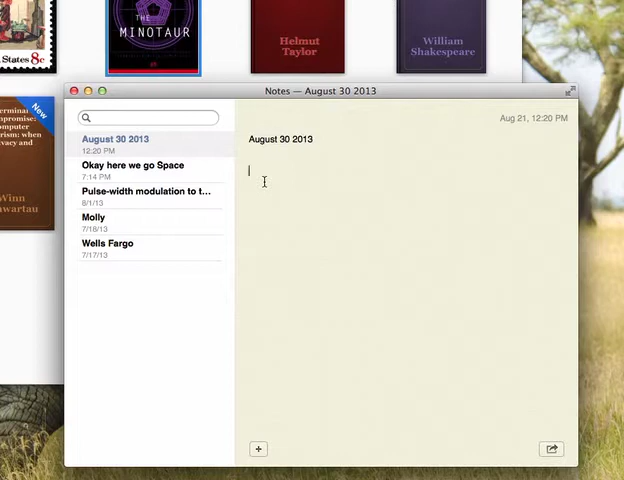 States 8c
THE
MINOTAUR
Helmut
Taylor
William
Shakespeare
New
computer
when
Winn
Notes — August 30 2013
August 30 2013
12:20 PM
Okay here we go Space
7:14 PM
Pulse-width modulation to t...
8/1/13
Molly
7/18/13
Wells Fargo
7/17/13
Aug 21, 12:20 PM
August 30 2013